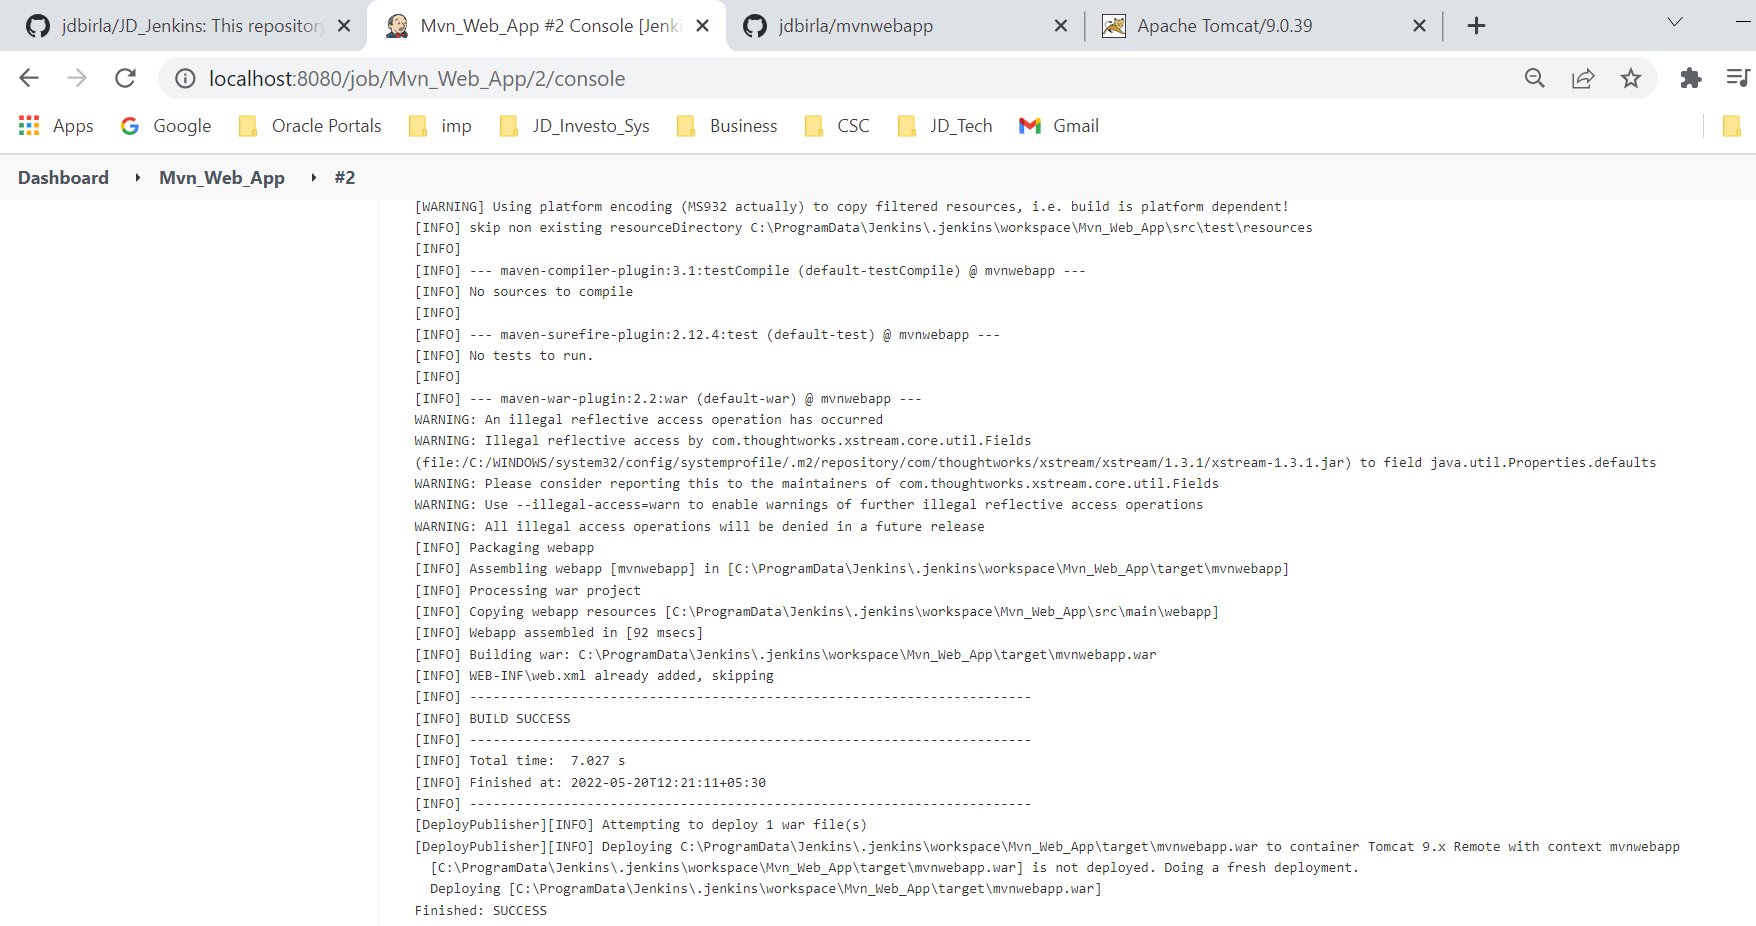 jdbirla/JD_Jenkins: This repository
Mvn_Web_App #2 Console [Jenki
jdbirla/mvnwebapp
Apache Tomcat/9.0.39
localhost:8080/job/Mvn_Web_App/2/console
Apps Google Oracle Portals imp JD_Investo_Sys Business CSC JD_Tech Gmail
Dashboard Mvn_Web_App #2
[WARNING] Using platform encoding (MS932 actually) to copy filtered resources, i.e. build is platform dependent!
[INFO] skip non existing resourceDirectory C:\ProgramData\Jenkins\.jenkins\workspace\Mvn_Web_App\src\test\resources
[INFO]
[INFO] --- maven-compiler-plugin:3.1:testCompile (default-testCompile) @ mvnwebapp ---
[INFO] No sources to compile
[INFO]
[INFO] --- maven-surefire-plugin:2.12.4:test (default-test) @ mvnwebapp ---
[INFO] No tests to run.
[INFO]
[INFO] --- maven-war-plugin:2.2:war (default-war) @ mvnwebapp ---
WARNING: An illegal reflective access operation has occurred
WARNING: Illegal reflective access by com.thoughtworks.xstream.core.util.Fields
(file:/C:/WINDOWS/system32/config/systemprofile/.m2/repository/com/thoughtworks/xstream/xstream/1.3.1/xstream-1.3.1.jar) to field java.util.Properties.defaults
WARNING: Please consider reporting this to the maintainers of com.thoughtworks.xstream.core.util.Fields
WARNING: Use --illegal-access=warn to enable warnings of further illegal reflective access operations
WARNING: All illegal access operations will be denied in a future release
[INFO] Packaging webapp
[INFO] Assembling webapp [mvnwebapp] in [C:\ProgramData\Jenkins\.jenkins\workspace\Mvn_Web_App\target\mvnwebapp]
[INFO] Processing war project
[INFO] Copying webapp resources [C:\ProgramData\Jenkins\.jenkins\workspace\Mvn_Web_App\src\main\webapp]
[INFO] Webapp assembled in [92 msecs]
[INFO] Building war: C:\ProgramData\Jenkins\.jenkins\workspace\Mvn_Web_App\target\mvnwebapp.war
[INFO] WEB-INF\web.xml already added, skipping
[INFO] ------------------------------------------------------------------------
[INFO] BUILD SUCCESS
[INFO] ------------------------------------------------------------------------
[INFO] Total time:  7.027 s
[INFO] Finished at: 2022-05-20T12:21:11+05:30
[INFO] ------------------------------------------------------------------------
[DeployPublisher][INFO] Attempting to deploy 1 war file(s)
[DeployPublisher][INFO] Deploying C:\ProgramData\Jenkins\.jenkins\workspace\Mvn_Web_App\target\mvnwebapp.war to container Tomcat 9.x Remote with context mvnwebapp
[C:\ProgramData\Jenkins\.jenkins\workspace\Mvn_Web_App\target\mvnwebapp.war] is not deployed. Doing a fresh deployment.
Deploying [C:\ProgramData\Jenkins\.jenkins\workspace\Mvn_Web_App\target\mvnwebapp.war]
Finished: SUCCESS